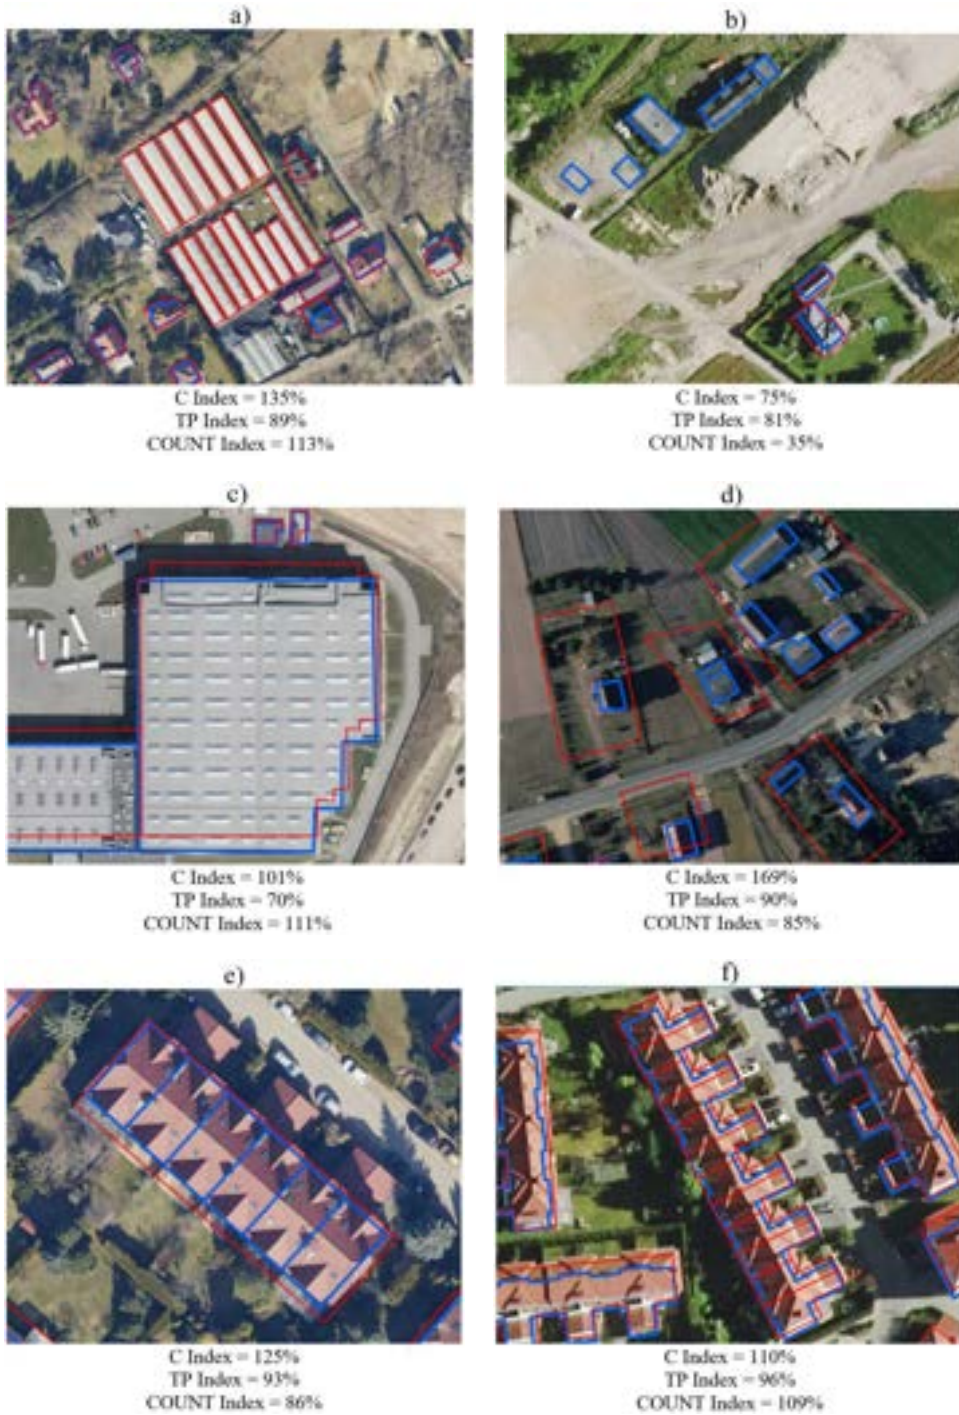 a)
C Index = 135%
TP Index = 89%
COUNT Index = 113%
b)
C Index = 75%
TP Index = 81%
COUNT Index = 35%
c)
C Index = 101%
TP Index = 70%
COUNT Index = 111%
d)
C Index = 169%
TP Index = 90%
COUNT Index = 85%
e)
C Index = 125%
TP Index = 93%
COUNT Index = 86%
f)
C Index = 110%
TP Index = 96%
COUNT Index = 109%